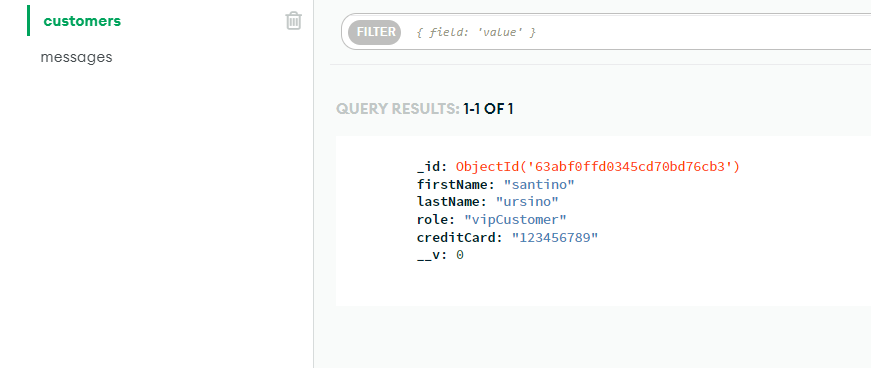 customers
messages
FILTER { field: 'value' }
QUERY RESULTS: 1-1 OF 1
_id: ObjectId('63abf0ffd0345cd70bd76cb3')
firstName: "santino"
lastName: "ursino"
role: "vipCustomer"
creditCard: "123456789"
__v: 0